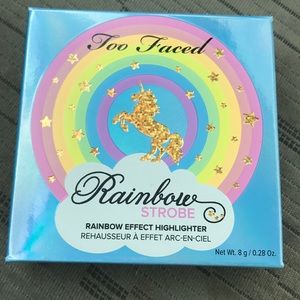 Too Faced
Rainbow
STROBE
RAINBOW EFFECT HIGHLIGHTER
REHAUSSEUR À EFFET ARC-EN-CIEL
Net Wt. 8 g / 0.28 Oz.